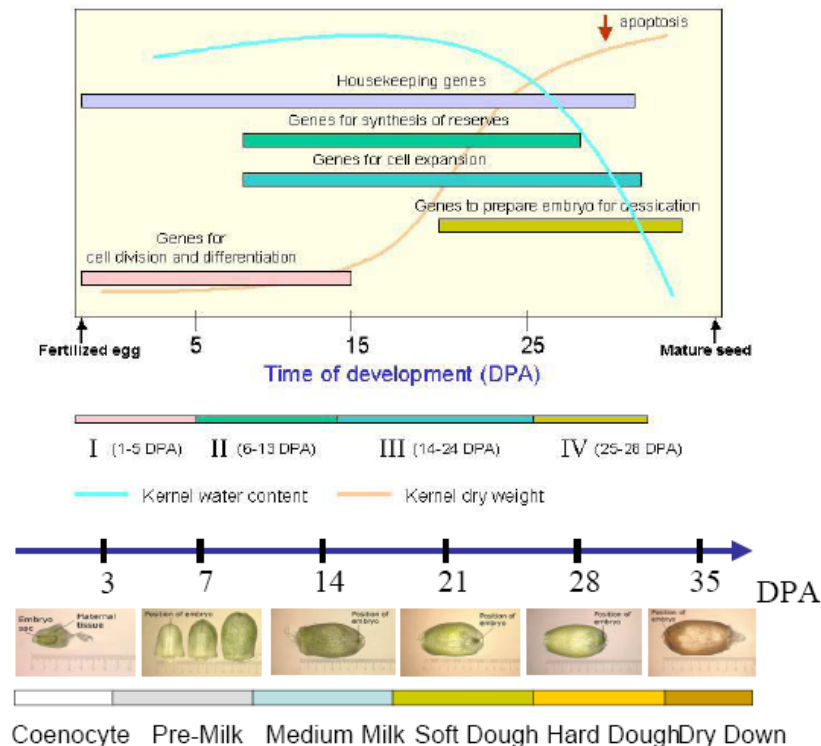 apoptosis
Housekeeping genes
Genes for synthesis of reserves
Genes for cell expansion
Genes to prepare embryo for dessication
Genes for
cell division and differentiation
5 15 25
Fertilized egg Mature seed
Time of development (DPA)
I (1-5 DPA) II (6-13 DPA) III (14-24 DPA) IV (25-28 DPA)
Kernel water content Kernel dry weight
3 7 14 21 28 35 DPA
Embryo
sac
Maternal
tissue
Position of embryo
Position of
embryo
Position of
embryo
Position of
embryo
Position of
embryo
Coenocyte Pre-Milk Medium Milk Soft Dough Hard Dough Dry Down